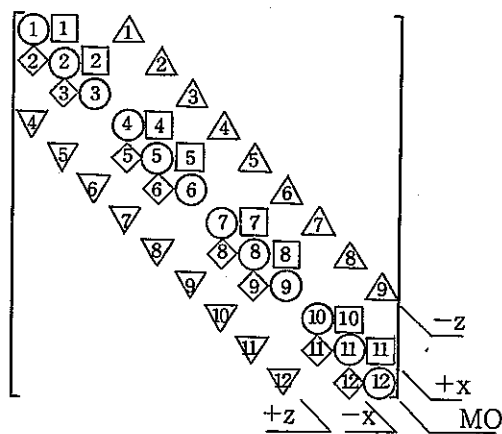 1 1 1
2 2 2 2
3 3 3
4 4 4 4
5 5 5 5 5
6 6 6 6
7 7 7 7
8 8 8 8 8
9 9 9 9
10 10 10
11 11 11 11
12 12 12
−z
+x
+z −x MO